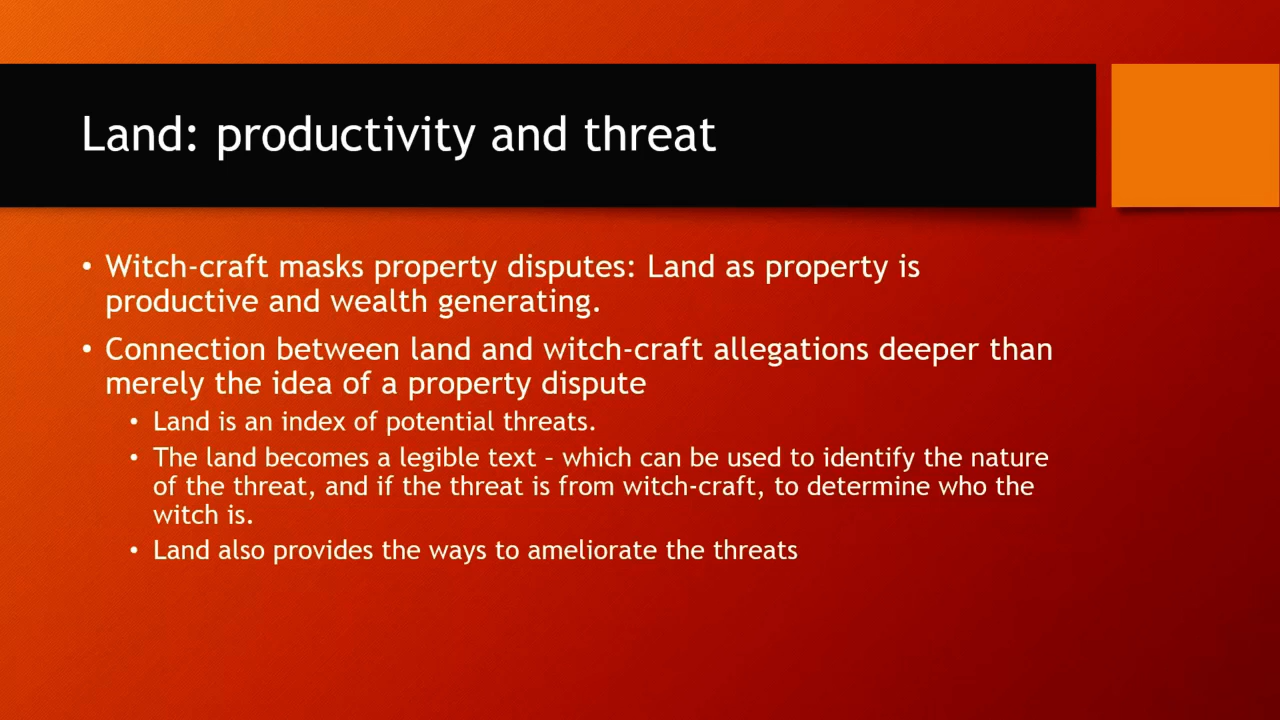 Land: productivity and threat
• Witch-craft masks property disputes: Land as property is
productive and wealth generating.
• Connection between land and witch-craft allegations deeper than
merely the idea of a property dispute
• Land is an index of potential threats.
• The land becomes a legible text – which can be used to identify the nature
of the threat, and if the threat is from witch-craft, to determine who the
witch is.
• Land also provides the ways to ameliorate the threats